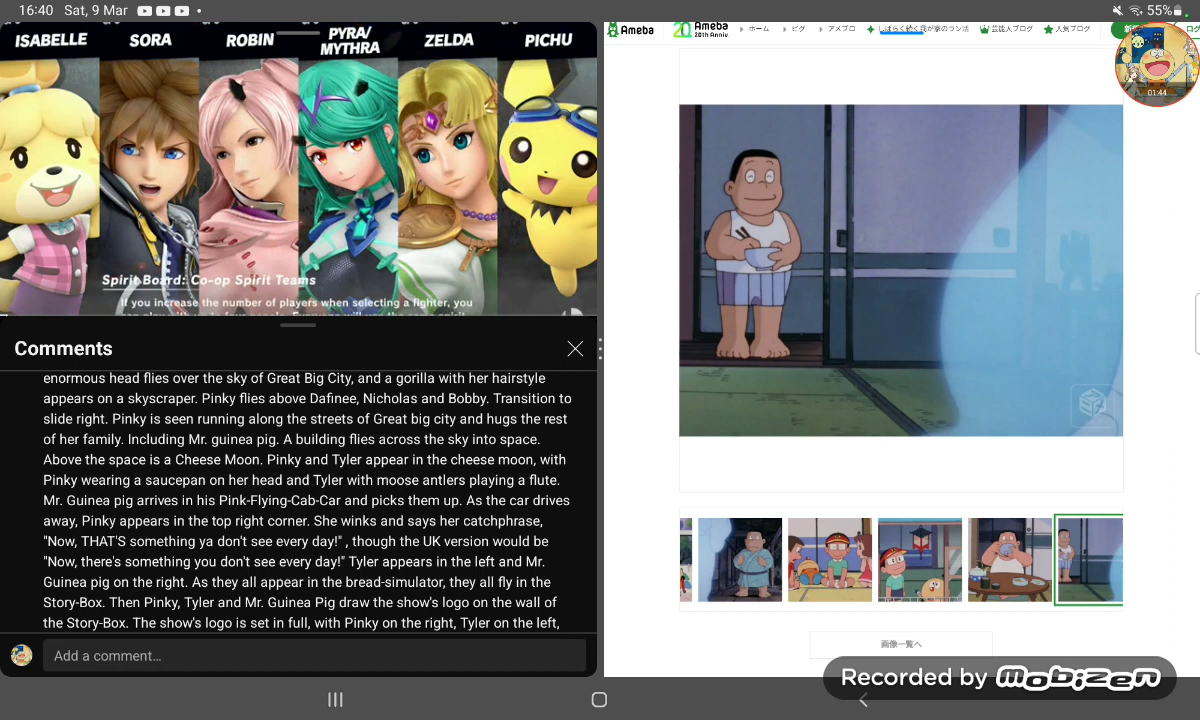 16:40 Sat, 9 Mar
55%
ISABELLE
SORA
ROBIN
PYRA/
MYTHRA
ZELDA
PICHU
Spirit Board: Co-op Spirit Teams
If you increase the number of players when selecting a fighter, you
Comments
enormous head flies over the sky of Great Big City, and a gorilla with her hairstyle
appears on a skyscraper. Pinky flies above Dafinee, Nicholas and Bobby. Transition to
slide right. Pinky is seen running along the streets of Great big city and hugs the rest
of her family. Including Mr. guinea pig. A building flies across the sky into space.
Above the space is a Cheese Moon. Pinky and Tyler appear in the cheese moon, with
Pinky wearing a saucepan on her head and Tyler with moose antlers playing a flute.
Mr. Guinea pig arrives in his Pink-Flying-Cab-Car and picks them up. As the car drives
away, Pinky appears in the top right corner. She winks and says her catchphrase,
"Now, THAT'S something ya don't see every day!" , though the UK version would be
"Now, there's something you don't see every day!" Tyler appears in the left and Mr.
Guinea pig on the right. As they all appear in the bread-simulator, they all fly in the
Story-Box. Then Pinky, Tyler and Mr. Guinea Pig draw the show's logo on the wall of
the Story-Box. The show's logo is set in full, with Pinky on the right, Tyler on the left,
Add a comment...
Ameba
20 Ameba
20th Anniv.
ホーム
ピグ
アメブロ
芸能人ブログ
人気ブログ
01:44
画像一覧へ
Recorded by mobizen